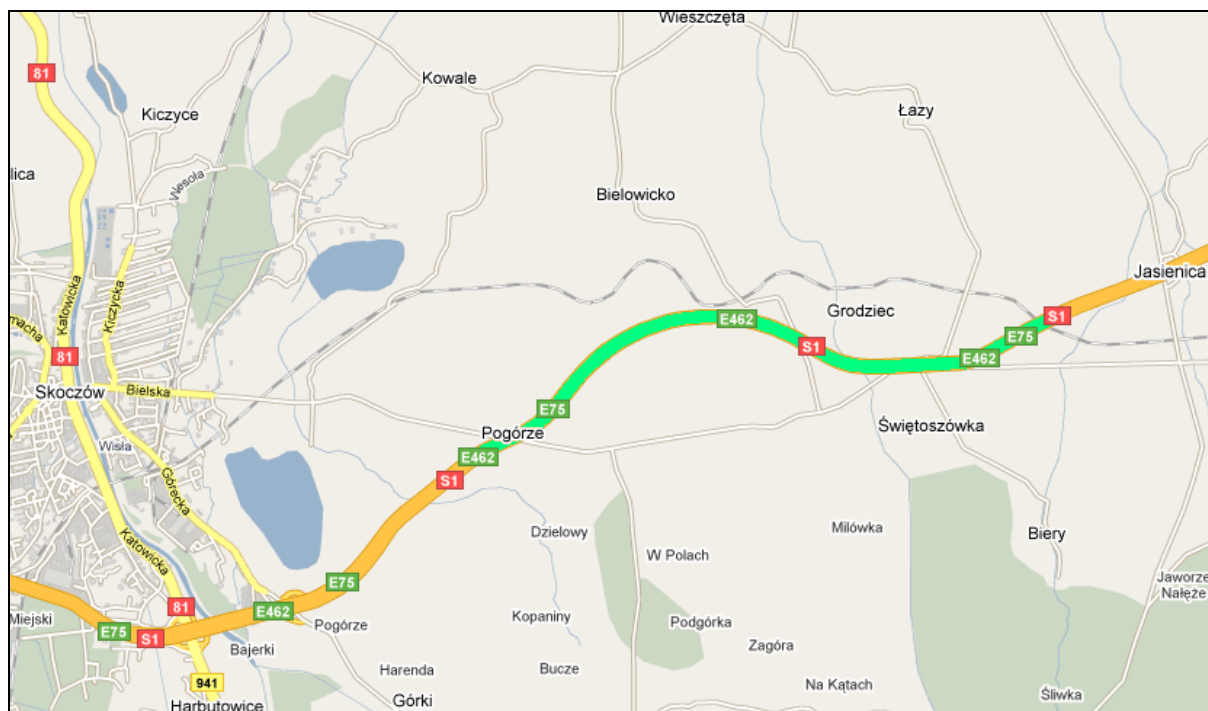 Wieszczęta
81
Kowale
Kiczyce
Łazy
lica
Wesoła
Bielowicko
Katowicka
Kiczycka
Jasienica
Grodziec
S1
E462
macha
S1
E75
81
E462
Skoczów
Bielska
E75
Świętoszówka
Pogórze
Wisła
E462
S1
Górecka
Dzielowy
Milówka
Biery
Katowicka
W Polach
E75
Jaworze
Nałęże
81
E462
Miejski
Pogórze
Kopaniny
Podgórka
E75
S1
Bajerki
Zagóra
Harenda
Bucze
941
Na Kątach
Śliwka
Górki
Harbutowice